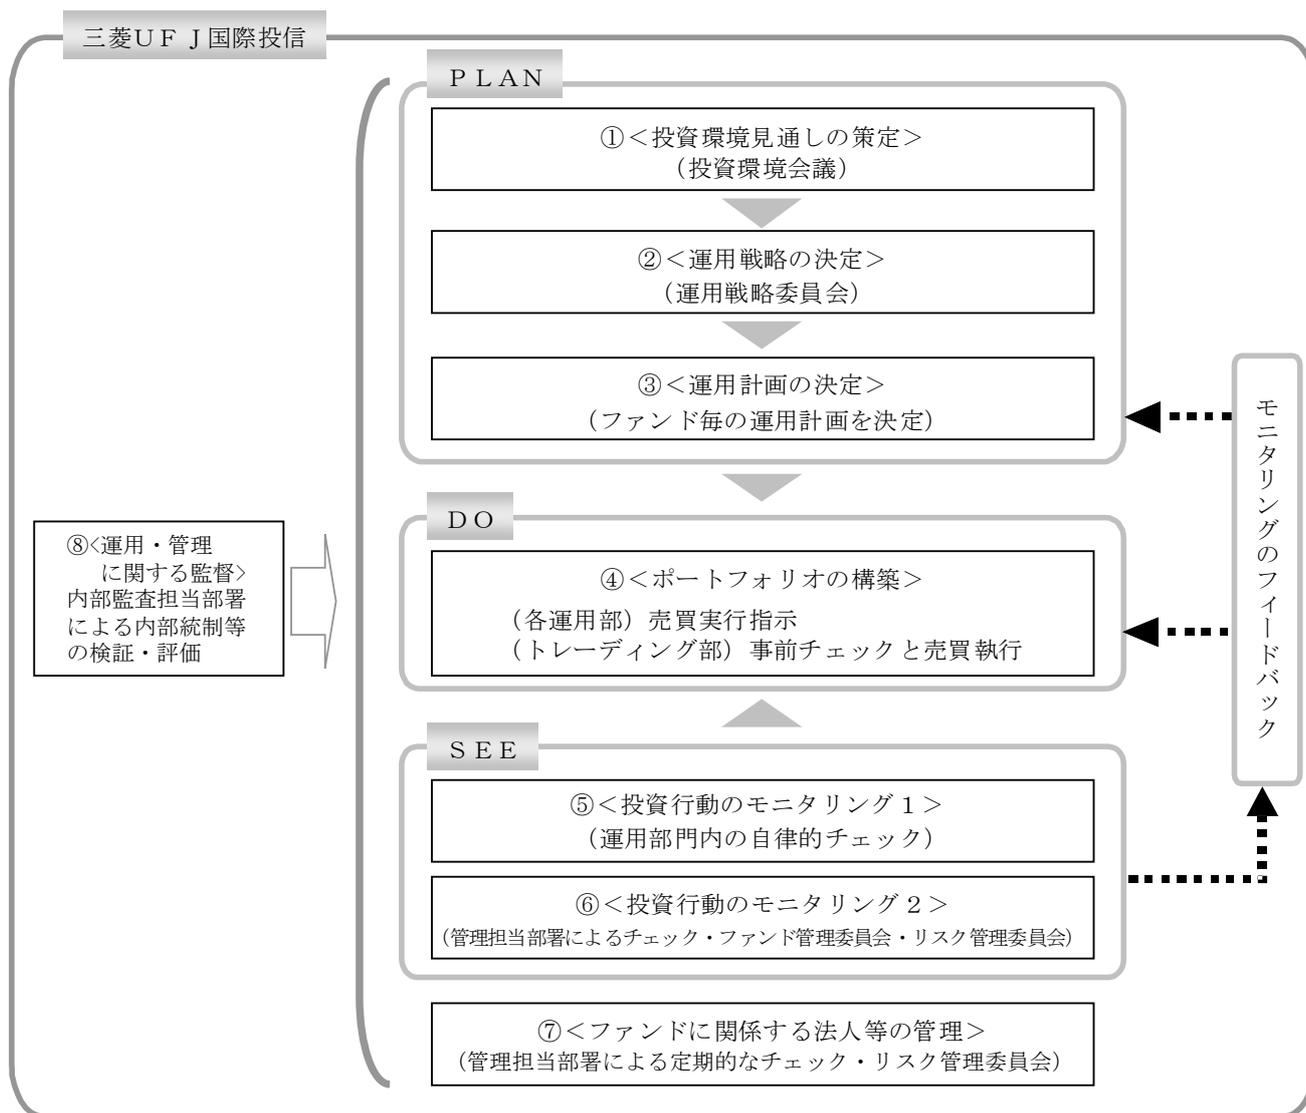 三菱ＵＦＪ国際投信
ＰＬＡＮ
①＜投資環境見通しの策定＞
（投資環境会議）
②＜運用戦略の決定＞
（運用戦略委員会）
③＜運用計画の決定＞
（ファンド毎の運用計画を決定）
ＤＯ
④＜ポートフォリオの構築＞
（各運用部）売買実行指示
（トレーディング部）事前チェックと売買執行
ＳＥＥ
⑤＜投資行動のモニタリング１＞
（運用部門内の自律的チェック）
⑥＜投資行動のモニタリング２＞
（管理担当部署によるチェック・ファンド管理委員会・リスク管理委員会）
⑦＜ファンドに関係する法人等の管理＞
（管理担当部署による定期的なチェック・リスク管理委員会）
⑧<運用・管理
に関する監督>
内部監査担当部署
による内部統制等
の検証・評価
モニタリングのフィードバック